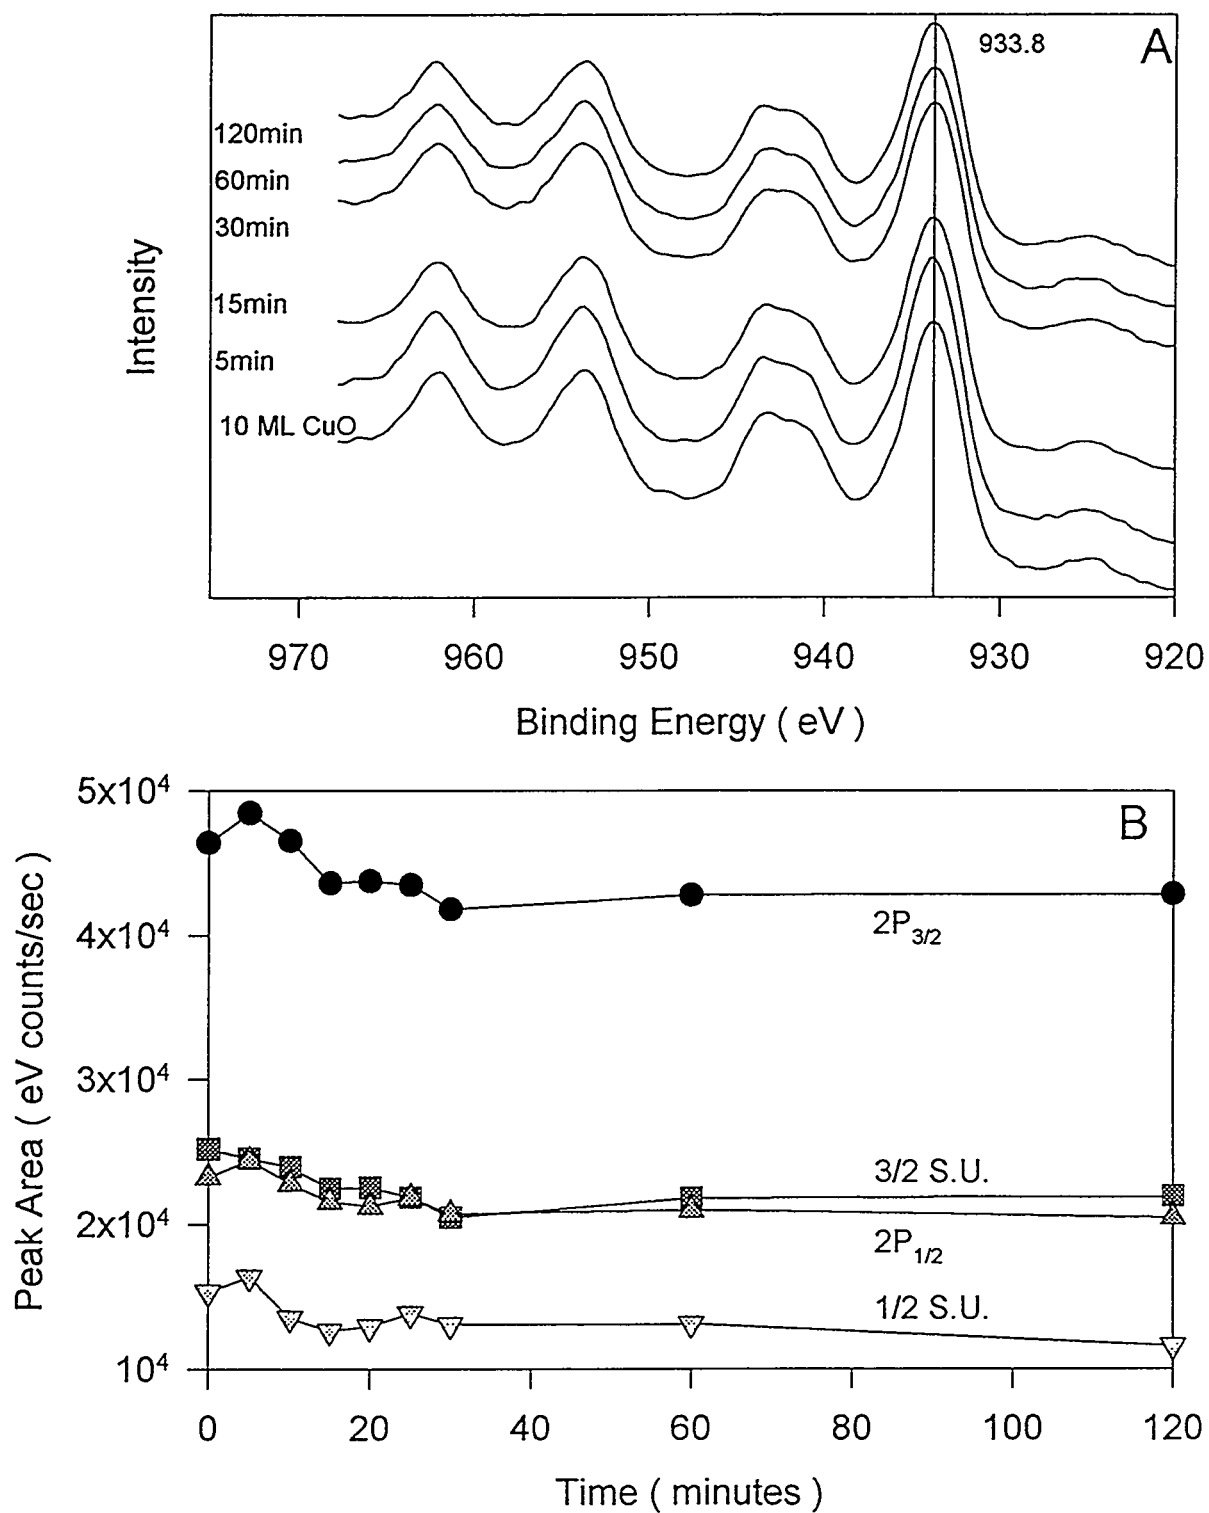 A
933.8
120min
60min
30min
15min
5min
10 ML CuO
Intensity
970 960 950 940 930 920
Binding Energy ( eV )
B
5x10⁴
4x10⁴
3x10⁴
2x10⁴
10⁴
Peak Area ( eV counts/sec )
2P₃/₂
3/2 S.U.
2P₁/₂
1/2 S.U.
0 20 40 60 80 100 120
Time ( minutes )